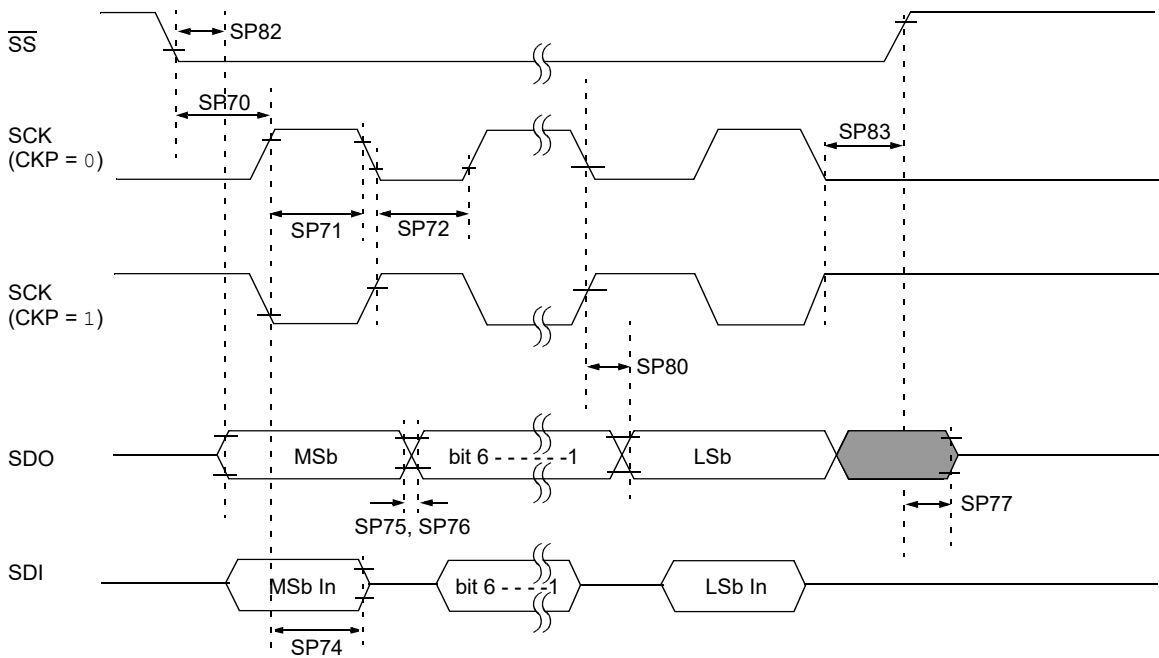 SS
SP82
SP70
SCK
(CKP = 0)
SP83
SP71
SP72
SCK
(CKP = 1)
SP80
SDO
MSb
bit 6 - - - - - - -1
LSb
SP75, SP76
SP77
SDI
MSb In
bit 6 - - - -1
LSb In
SP74